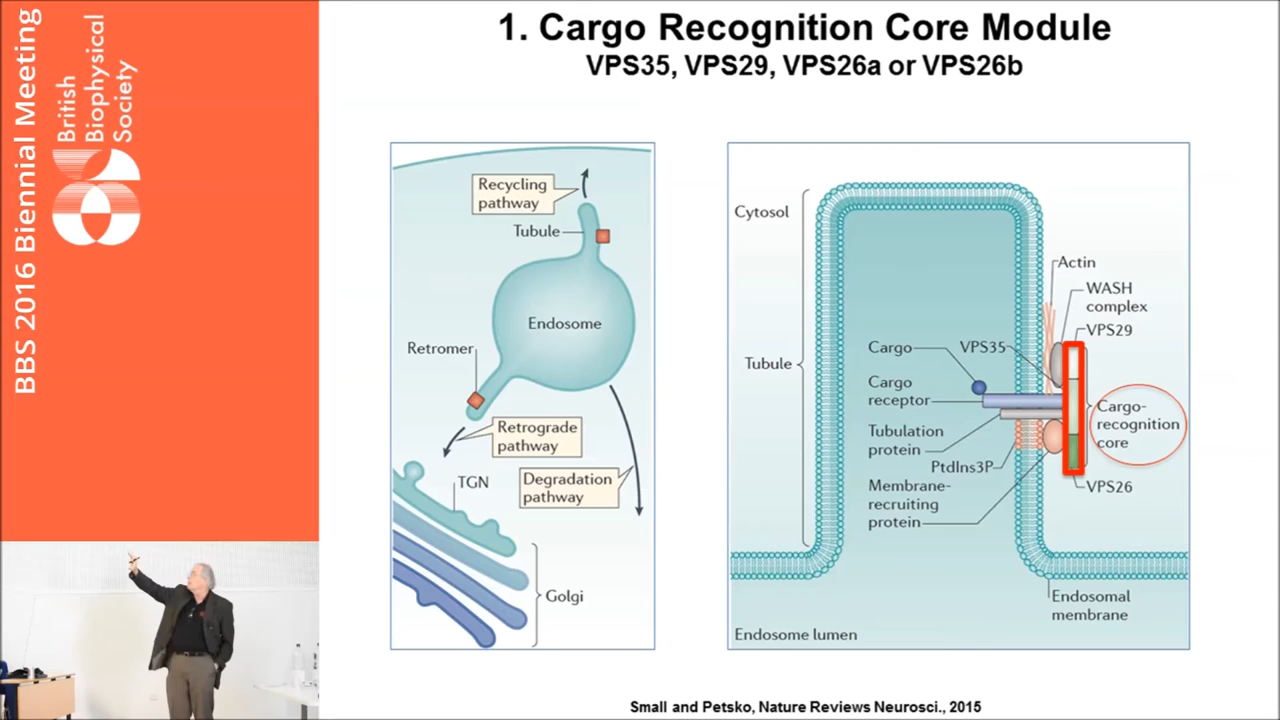 BBS 2016 Biennial Meeting
British
Biophysical
Society
1. Cargo Recognition Core Module
VPS35, VPS29, VPS26a or VPS26b
Recycling
pathway
Tubule
Endosome
Retromer
Retrograde
pathway
Degradation
pathway
TGN
Golgi
Cytosol
Actin
WASH
complex
VPS29
Cargo
VPS35
Tubule
Cargo
receptor
Cargo-
recognition
core
Tubulation
protein
PtdIns3P
Membrane-
recruiting
protein
VPS26
Endosomal
membrane
Endosome lumen
Small and Petsko, Nature Reviews Neurosci., 2015